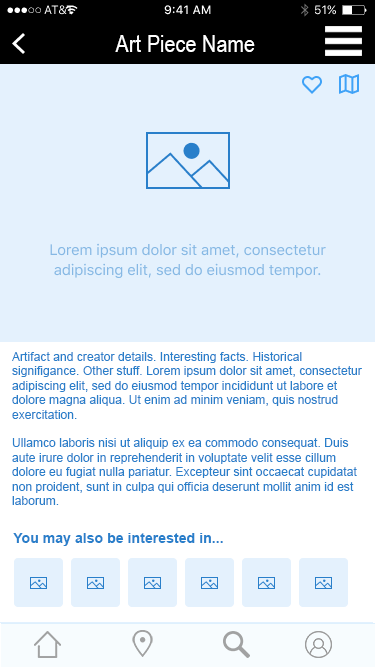 AT&T 9:41 AM 51%
Art Piece Name
Lorem ipsum dolor sit amet, consectetur
adipiscing elit, sed do eiusmod tempor.
Artifact and creator details. Interesting facts. Historical
signifigance. Other stuff. Lorem ipsum dolor sit amet, consectetur
adipiscing elit, sed do eiusmod tempor incididunt ut labore et
dolore magna aliqua. Ut enim ad minim veniam, quis nostrud
exercitation.
Ullamco laboris nisi ut aliquip ex ea commodo consequat. Duis
aute irure dolor in reprehenderit in voluptate velit esse cillum
dolore eu fugiat nulla pariatur. Excepteur sint occaecat cupidatat
non proident, sunt in culpa qui officia deserunt mollit anim id est
laborum.
You may also be interested in...